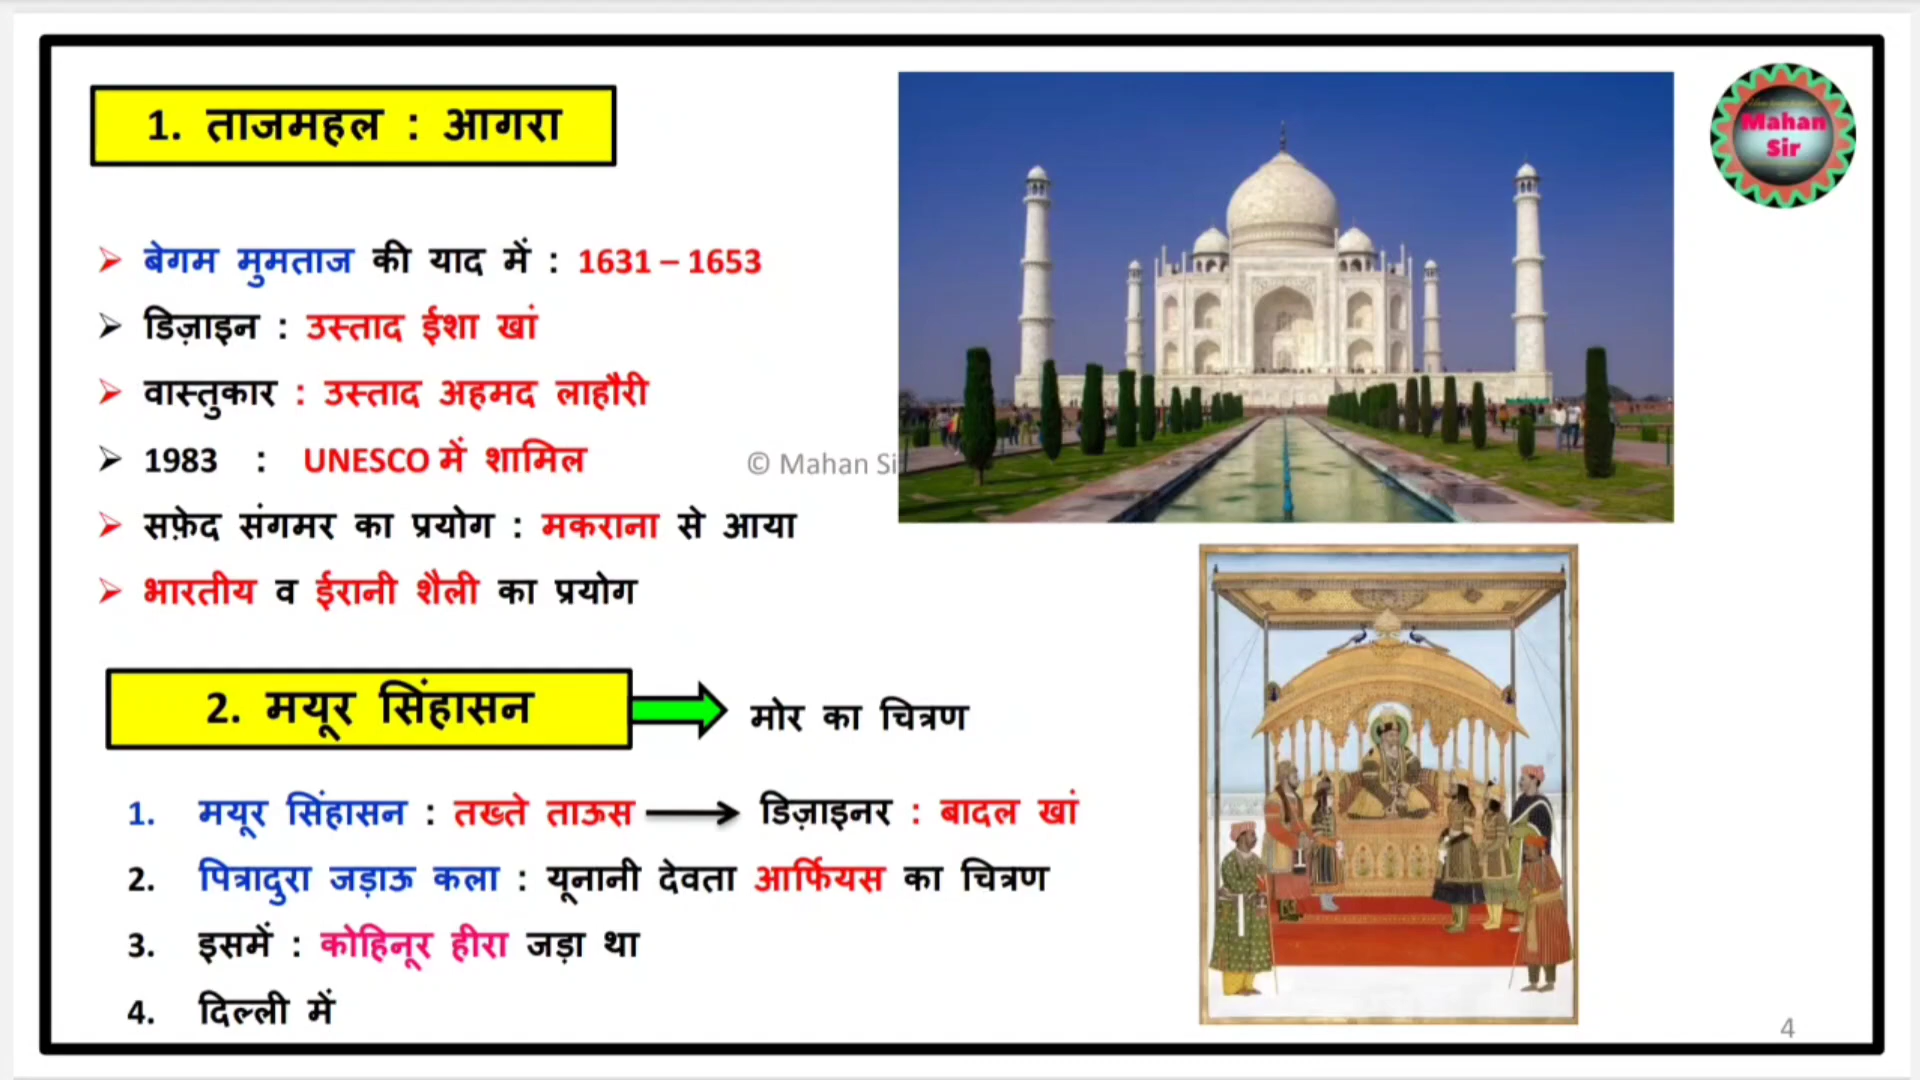 1. ताजमहल : आगरा
Mahan
Sir
बेगम मुमताज की याद में : 1631 – 1653
डिज़ाइन : उस्ताद ईशा खां
वास्तुकार : उस्ताद अहमद लाहौरी
1983 : UNESCO में शामिल
© Mahan Si
सफ़ेद संगमर का प्रयोग : मकराना से आया
भारतीय व ईरानी शैली का प्रयोग
2. मयूर सिंहासन
मोर का चित्रण
1. मयूर सिंहासन : तख्ते ताऊस डिज़ाइनर : बादल खां
2. पित्रादुरा जड़ाऊ कला : यूनानी देवता आर्फियस का चित्रण
3. इसमें : कोहिनूर हीरा जड़ा था
4. दिल्ली में
4